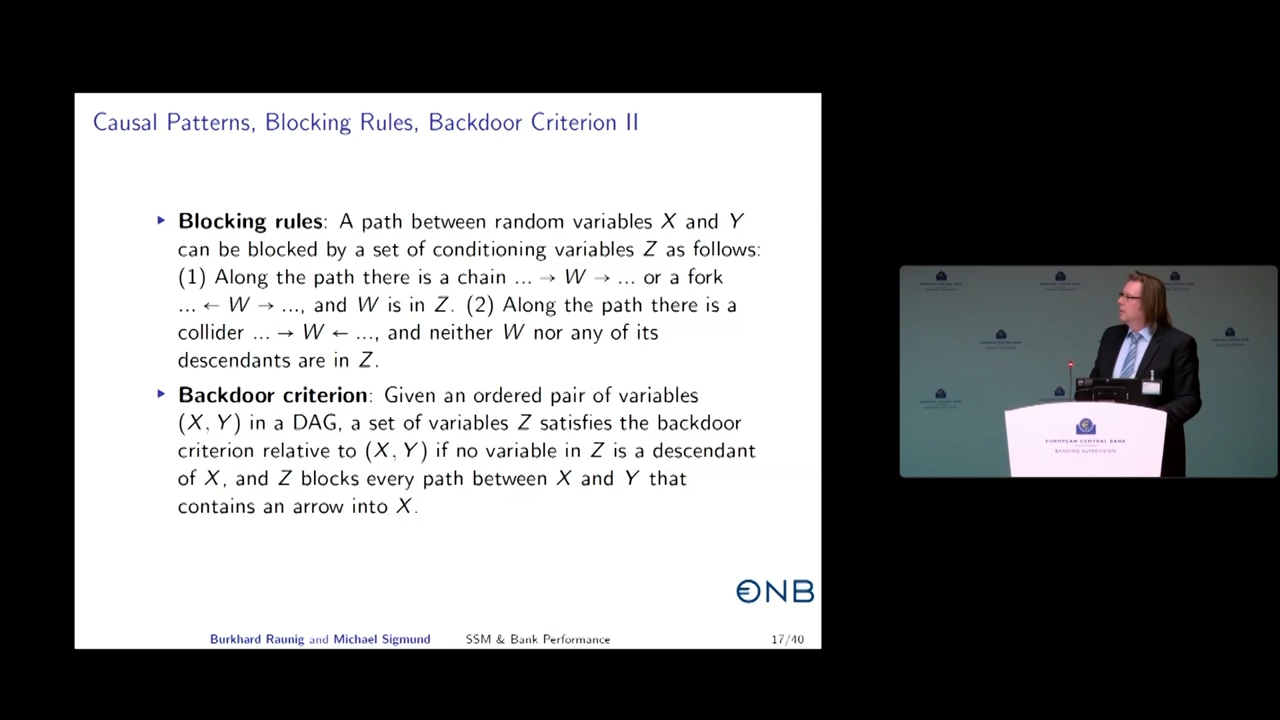 Causal Patterns, Blocking Rules, Backdoor Criterion II
▸ Blocking rules: A path between random variables X and Y
can be blocked by a set of conditioning variables Z as follows:
(1) Along the path there is a chain ... → W → ... or a fork
... ← W → ..., and W is in Z. (2) Along the path there is a
collider ... → W ← ..., and neither W nor any of its
descendants are in Z.
▸ Backdoor criterion: Given an ordered pair of variables
(X, Y) in a DAG, a set of variables Z satisfies the backdoor
criterion relative to (X, Y) if no variable in Z is a descendant
of X, and Z blocks every path between X and Y that
contains an arrow into X.
ONB
Burkhard Raunig and Michael Sigmund SSM & Bank Performance 17/40
EUROPEAN CENTRAL BANK
BANKING SUPERVISION